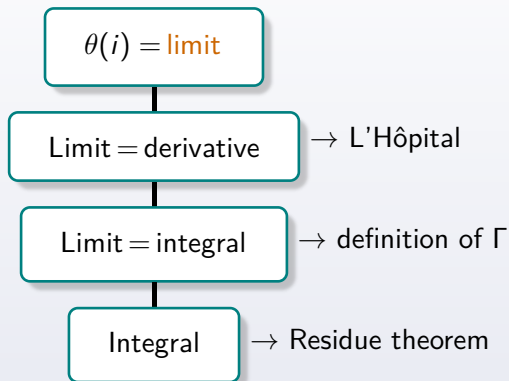 θ(i) = limit
Limit = derivative → L'Hôpital
Limit = integral → definition of Γ
Integral → Residue theorem